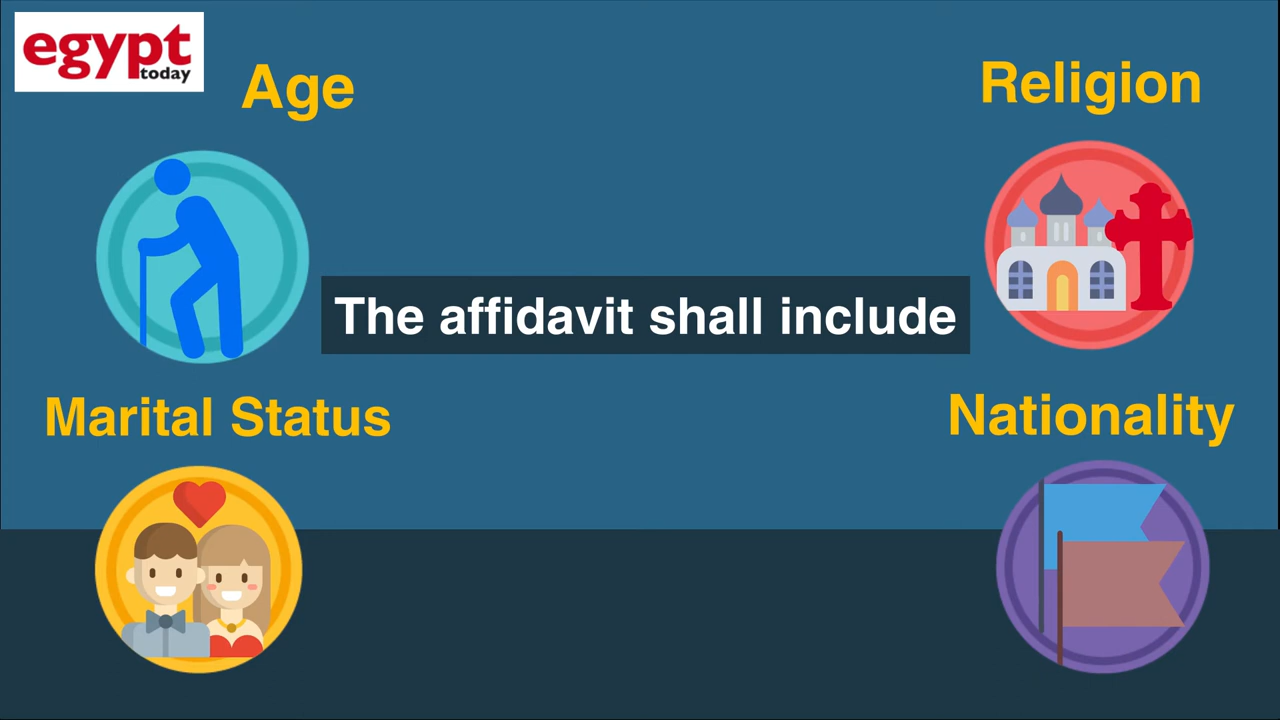 egypt
today
Age
Religion
The affidavit shall include
Marital Status
Nationality